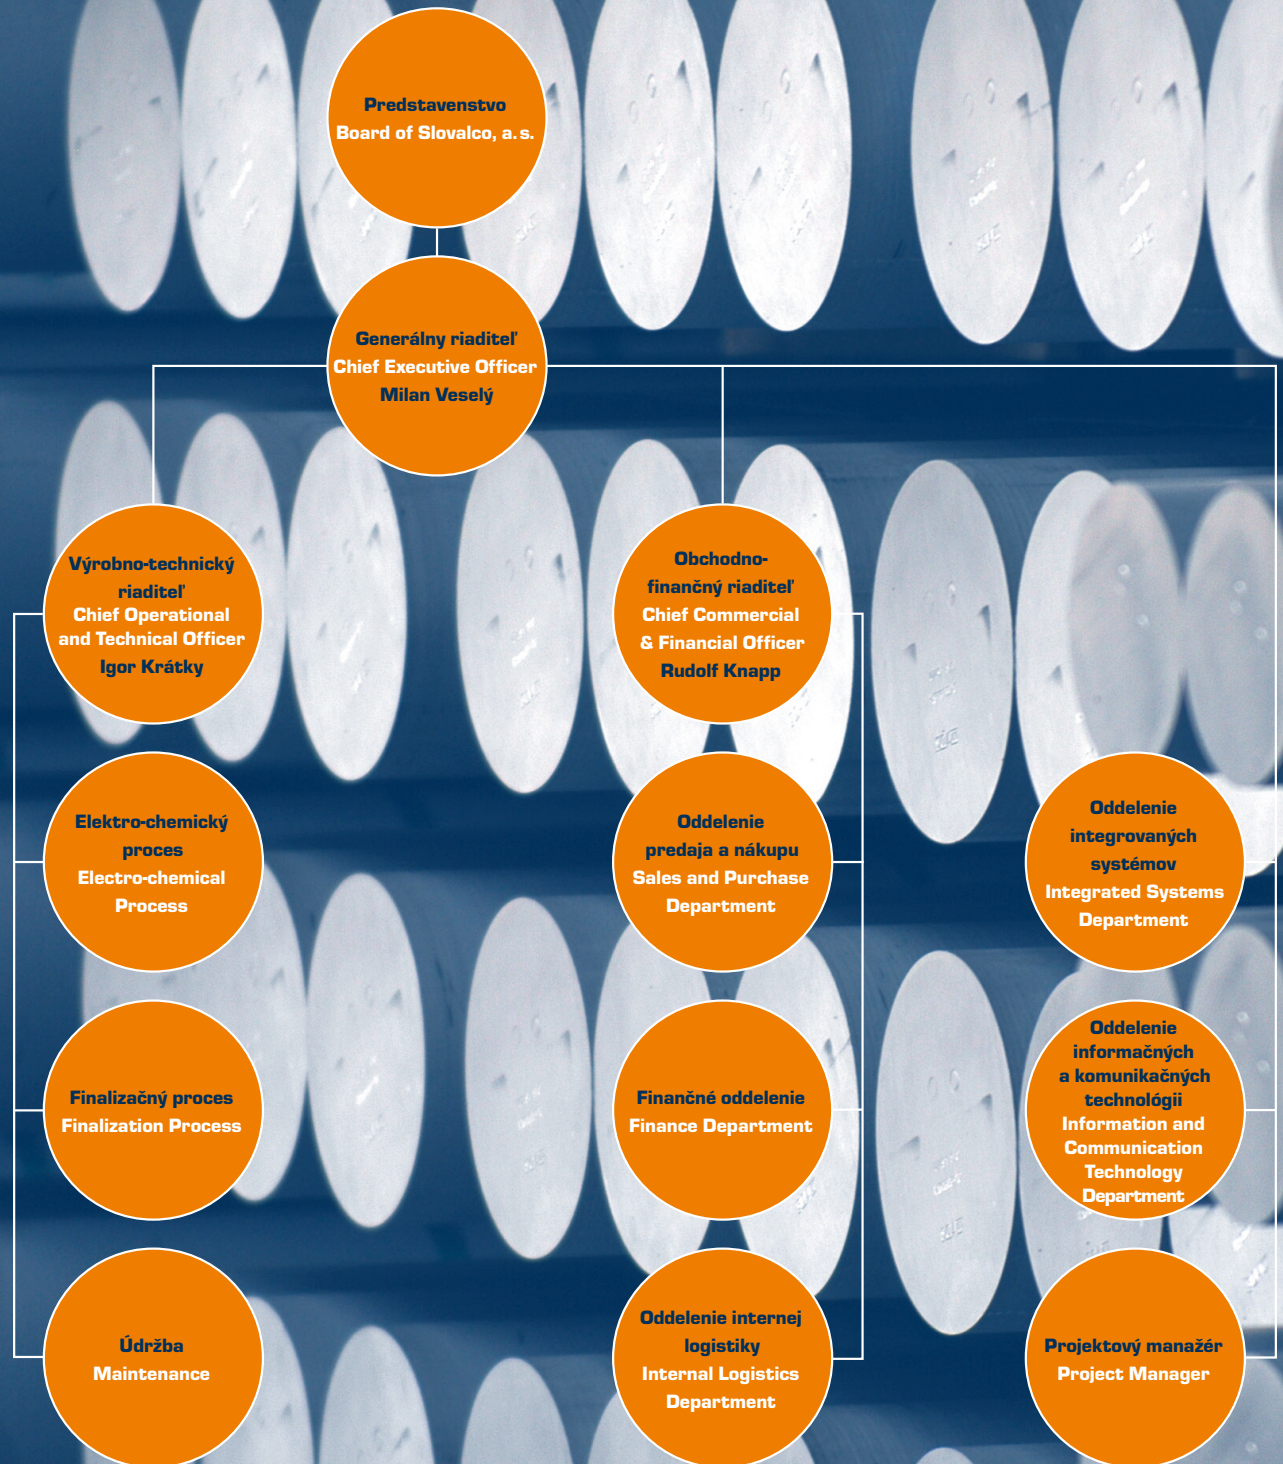 Predstavenstvo
Board of Slovalco, a.s.
Generálny riaditeľ
Chief Executive Officer
Milan Veselý
Výrobno-technický
riaditeľ
Chief Operational
and Technical Officer
Igor Krátky
Obchodno-
finančný riaditeľ
Chief Commercial
& Financial Officer
Rudolf Knapp
Elektro-chemický
proces
Electro-chemical
Process
Oddelenie
predaja a nákupu
Sales and Purchase
Department
Oddelenie
integrovaných
systémov
Integrated Systems
Department
Finalizačný proces
Finalization Process
Finančné oddelenie
Finance Department
Oddelenie
informačných
a komunikačných
technológii
Information and
Communication
Technology
Department
Údržba
Maintenance
Oddelenie internej
logistiky
Internal Logistics
Department
Projektový manažér
Project Manager